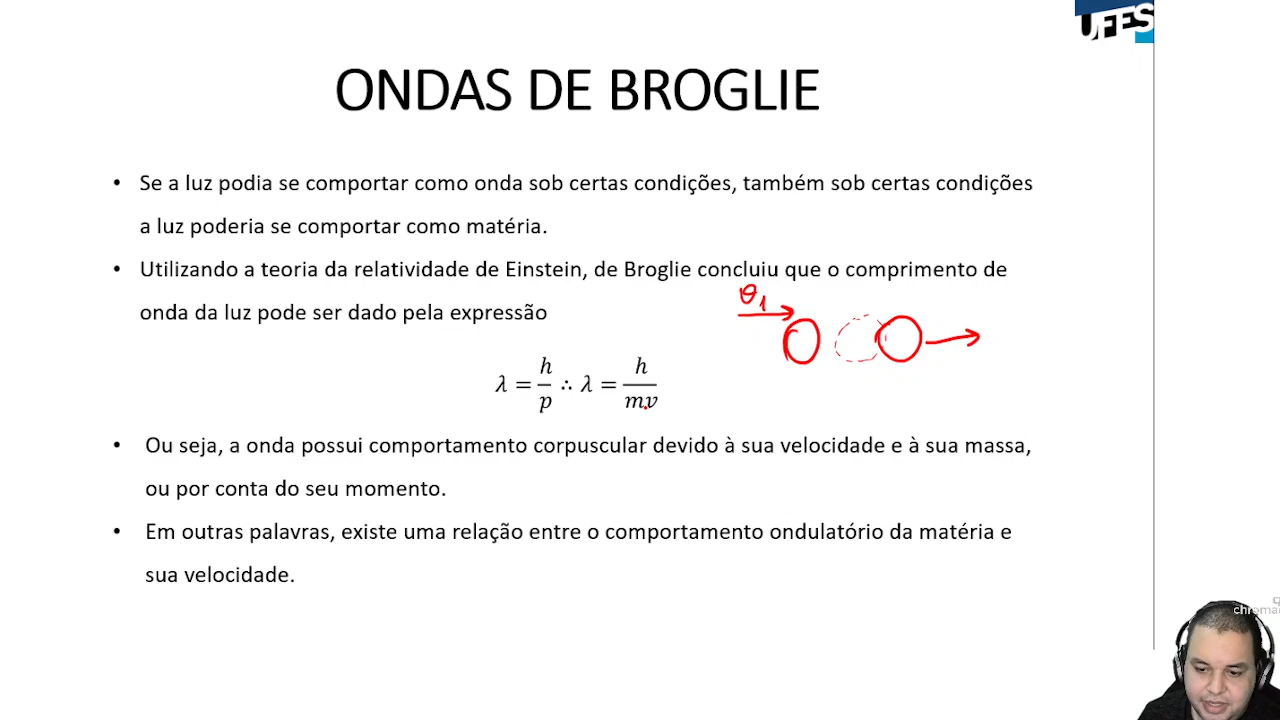 UFES
ONDAS DE BROGLIE
• Se a luz podia se comportar como onda sob certas condições, também sob certas condições
a luz poderia se comportar como matéria.
• Utilizando a teoria da relatividade de Einstein, de Broglie concluiu que o comprimento de
onda da luz pode ser dado pela expressão
λ = h/p ∴ λ = h/mv
• Ou seja, a onda possui comportamento corpuscular devido à sua velocidade e à sua massa,
ou por conta do seu momento.
• Em outras palavras, existe uma relação entre o comportamento ondulatório da matéria e
sua velocidade.